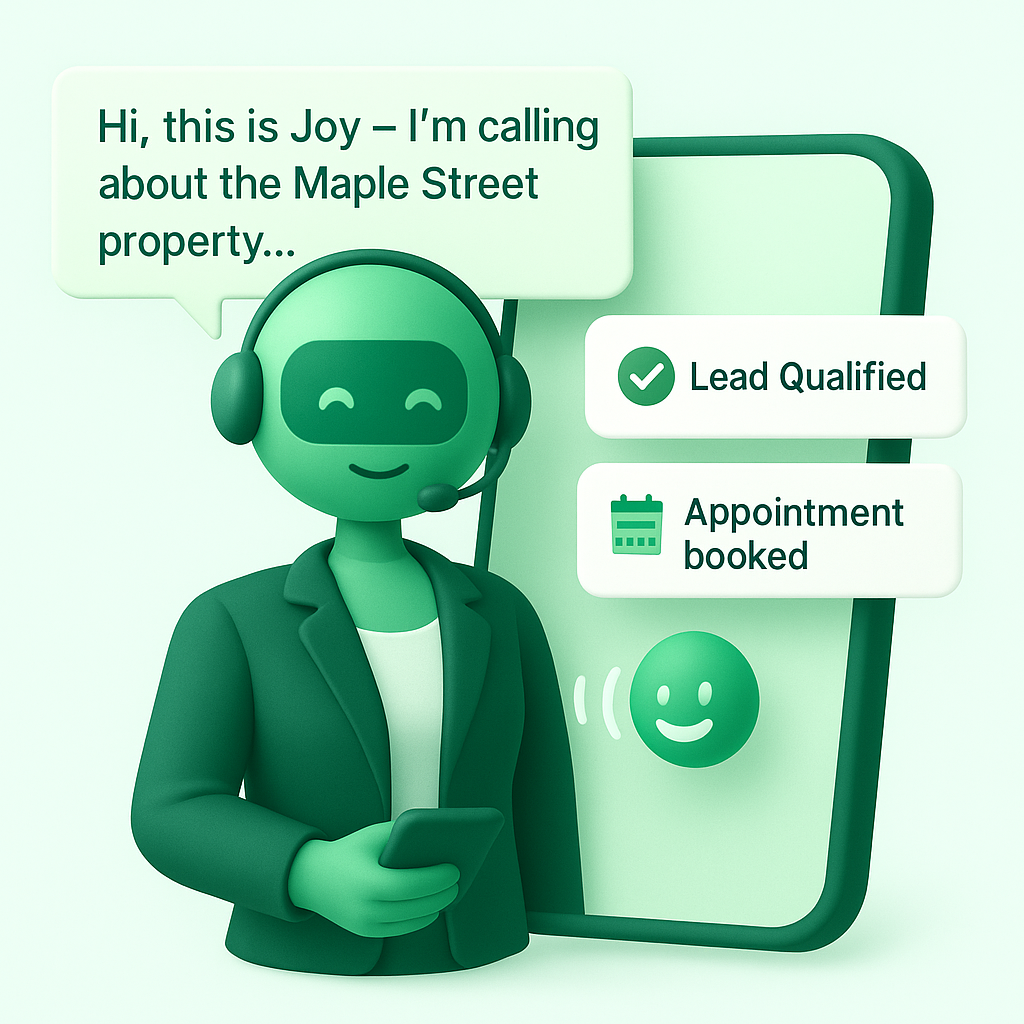 Hi, this is Joy – I’m calling
about the Maple Street
property...
Lead Qualified
Appointment
booked